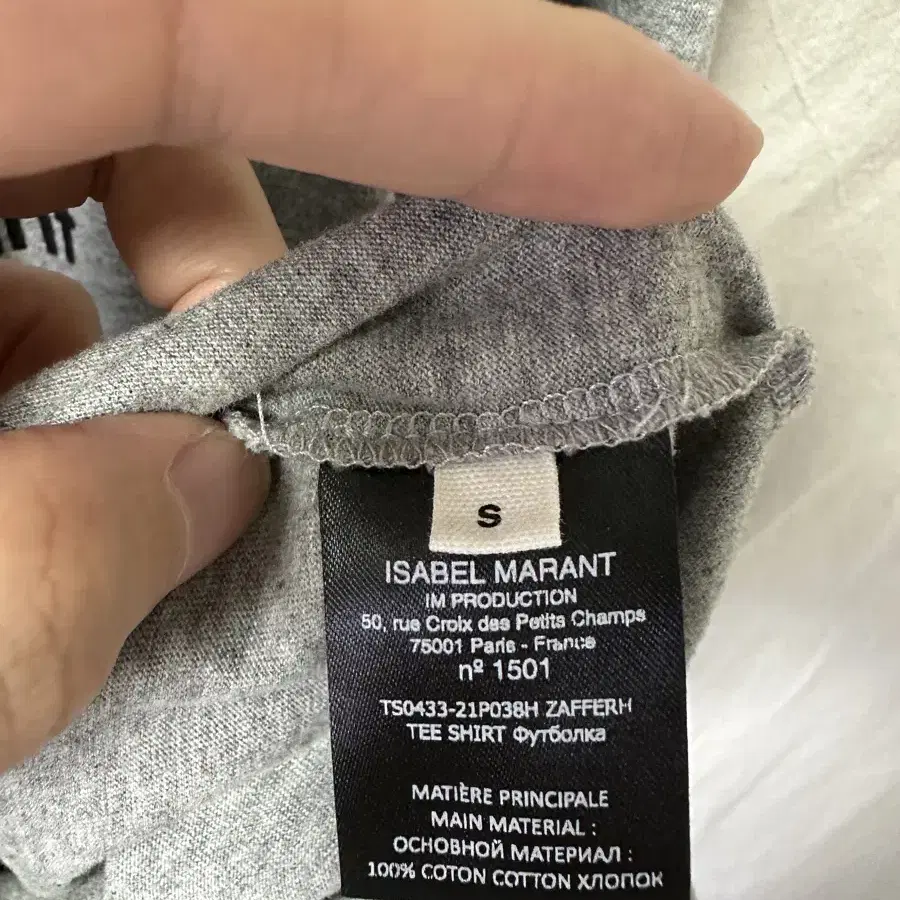 S
ISABEL MARANT
IM PRODUCTION
50, rue Croix des Petits Champs
75001 Paris - France
nº 1501
TS0433-21P038H ZAFFERH
TEE SHIRT Футболка
MATIÈRE PRINCIPALE
MAIN MATERIAL :
ОСНОВНОЙ МАТЕРИАЛ :
100% COTON COTTON ХЛОПОК